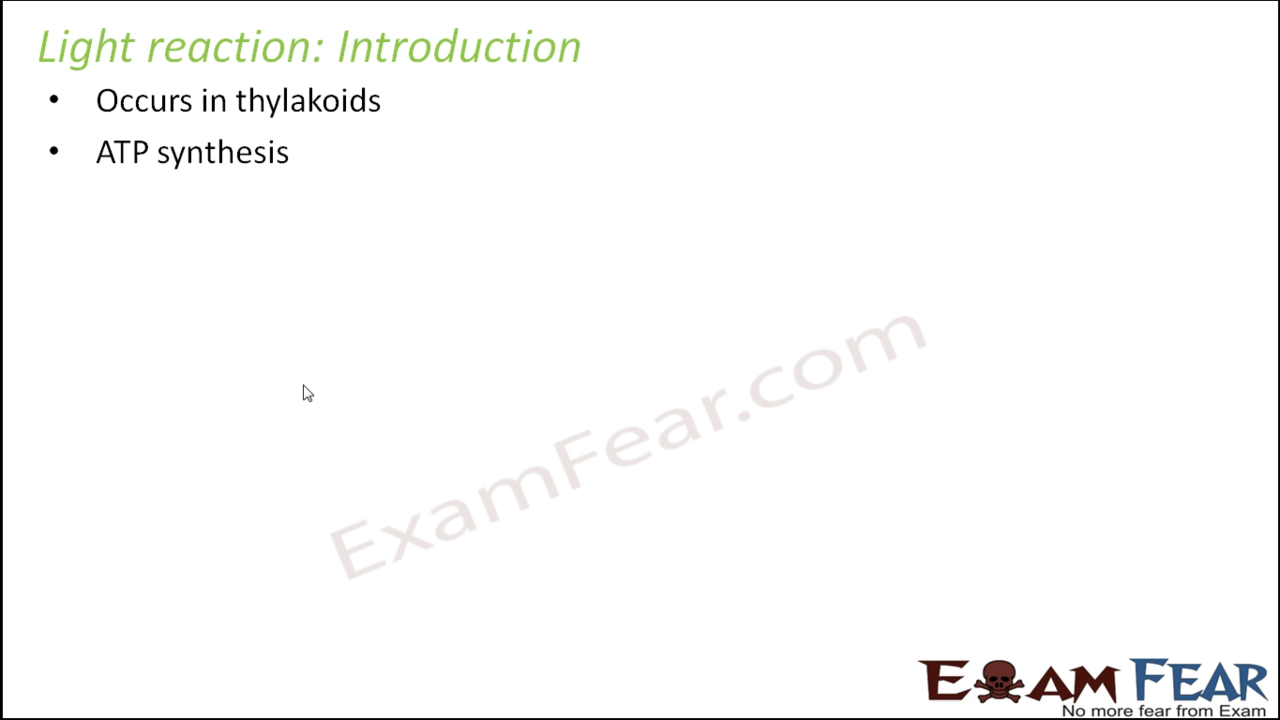 Light reaction: Introduction
• Occurs in thylakoids
• ATP synthesis
ExamFear.com
EXAM FEAR
No more fear from Exam